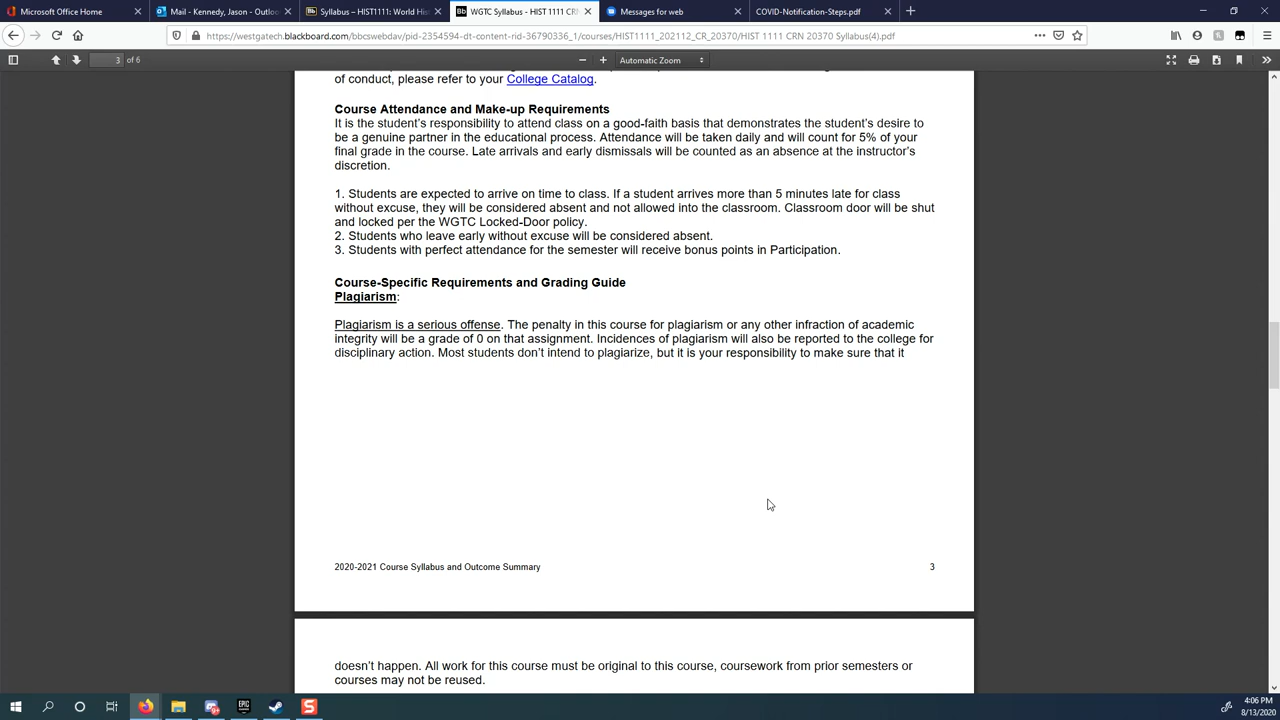 Microsoft Office Home
Mail - Kennedy, Jason - Outloo
Syllabus – HIST1111: World His
WGTC Syllabus - HIST 1111 CRN
Messages for web
COVID-Notification-Steps.pdf
https://westgatech.blackboard.com/bbcswebdav/pid-2354594-dt-content-rid-36790336_1/courses/HIST1111_202112_CR_20370/HIST 1111 CRN 20370 Syllabus(4).pdf
3 of 6
Automatic Zoom
of conduct, please refer to your College Catalog.
Course Attendance and Make-up Requirements
It is the student's responsibility to attend class on a good-faith basis that demonstrates the student's desire to
be a genuine partner in the educational process. Attendance will be taken daily and will count for 5% of your
final grade in the course. Late arrivals and early dismissals will be counted as an absence at the instructor's
discretion.
1. Students are expected to arrive on time to class. If a student arrives more than 5 minutes late for class
without excuse, they will be considered absent and not allowed into the classroom. Classroom door will be shut
and locked per the WGTC Locked-Door policy.
2. Students who leave early without excuse will be considered absent.
3. Students with perfect attendance for the semester will receive bonus points in Participation.
Course-Specific Requirements and Grading Guide
Plagiarism:
Plagiarism is a serious offense. The penalty in this course for plagiarism or any other infraction of academic
integrity will be a grade of 0 on that assignment. Incidences of plagiarism will also be reported to the college for
disciplinary action. Most students don't intend to plagiarize, but it is your responsibility to make sure that it
2020-2021 Course Syllabus and Outcome Summary 3
doesn't happen. All work for this course must be original to this course, coursework from prior semesters or
courses may not be reused.
EPIC
4:06 PM
8/13/2020